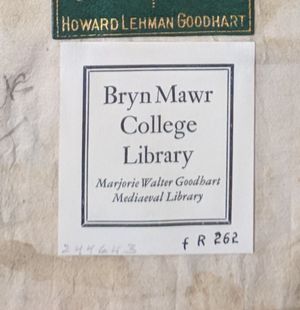 HOWARD LEHMAN GOODHART
Bryn Mawr
College
Library
Marjorie Walter Goodhart
Mediaeval Library
f R 262
244643